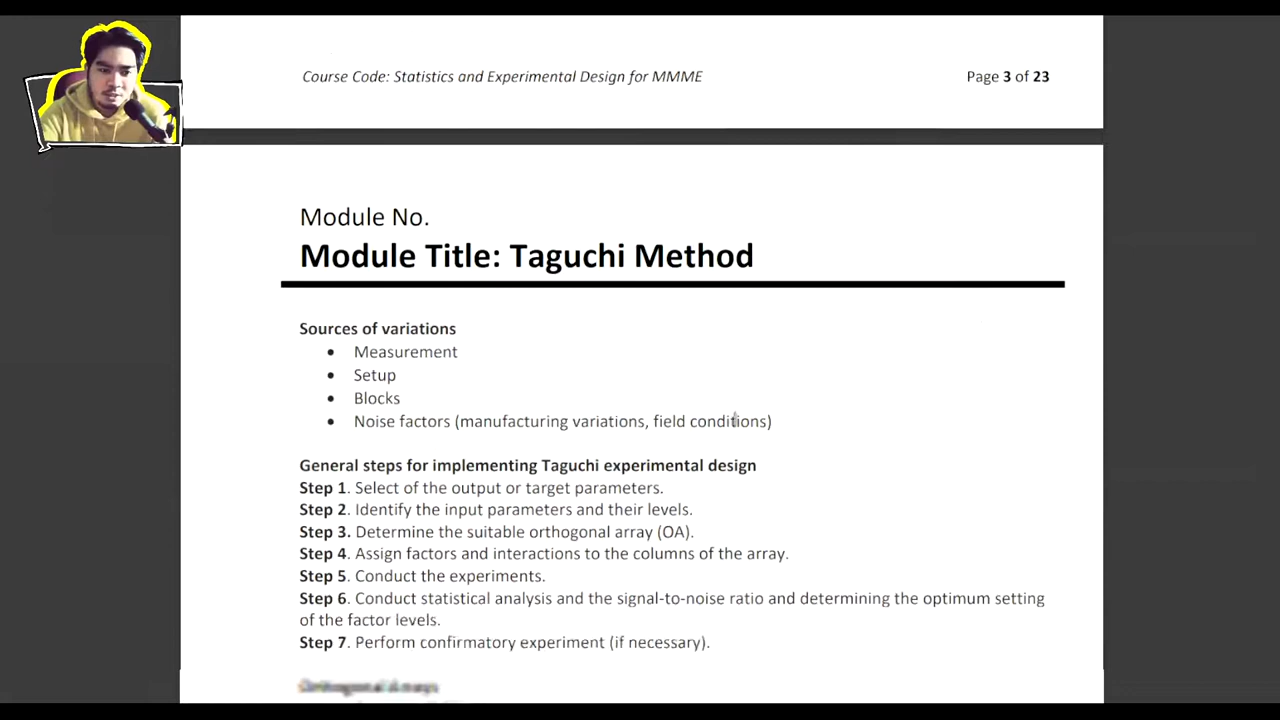 Course Code: Statistics and Experimental Design for MMME Page 3 of 23
Module No.
Module Title: Taguchi Method
Sources of variations
• Measurement
• Setup
• Blocks
• Noise factors (manufacturing variations, field conditions)
General steps for implementing Taguchi experimental design
Step 1. Select of the output or target parameters.
Step 2. Identify the input parameters and their levels.
Step 3. Determine the suitable orthogonal array (OA).
Step 4. Assign factors and interactions to the columns of the array.
Step 5. Conduct the experiments.
Step 6. Conduct statistical analysis and the signal-to-noise ratio and determining the optimum setting
of the factor levels.
Step 7. Perform confirmatory experiment (if necessary).
Orthogonal Arrays